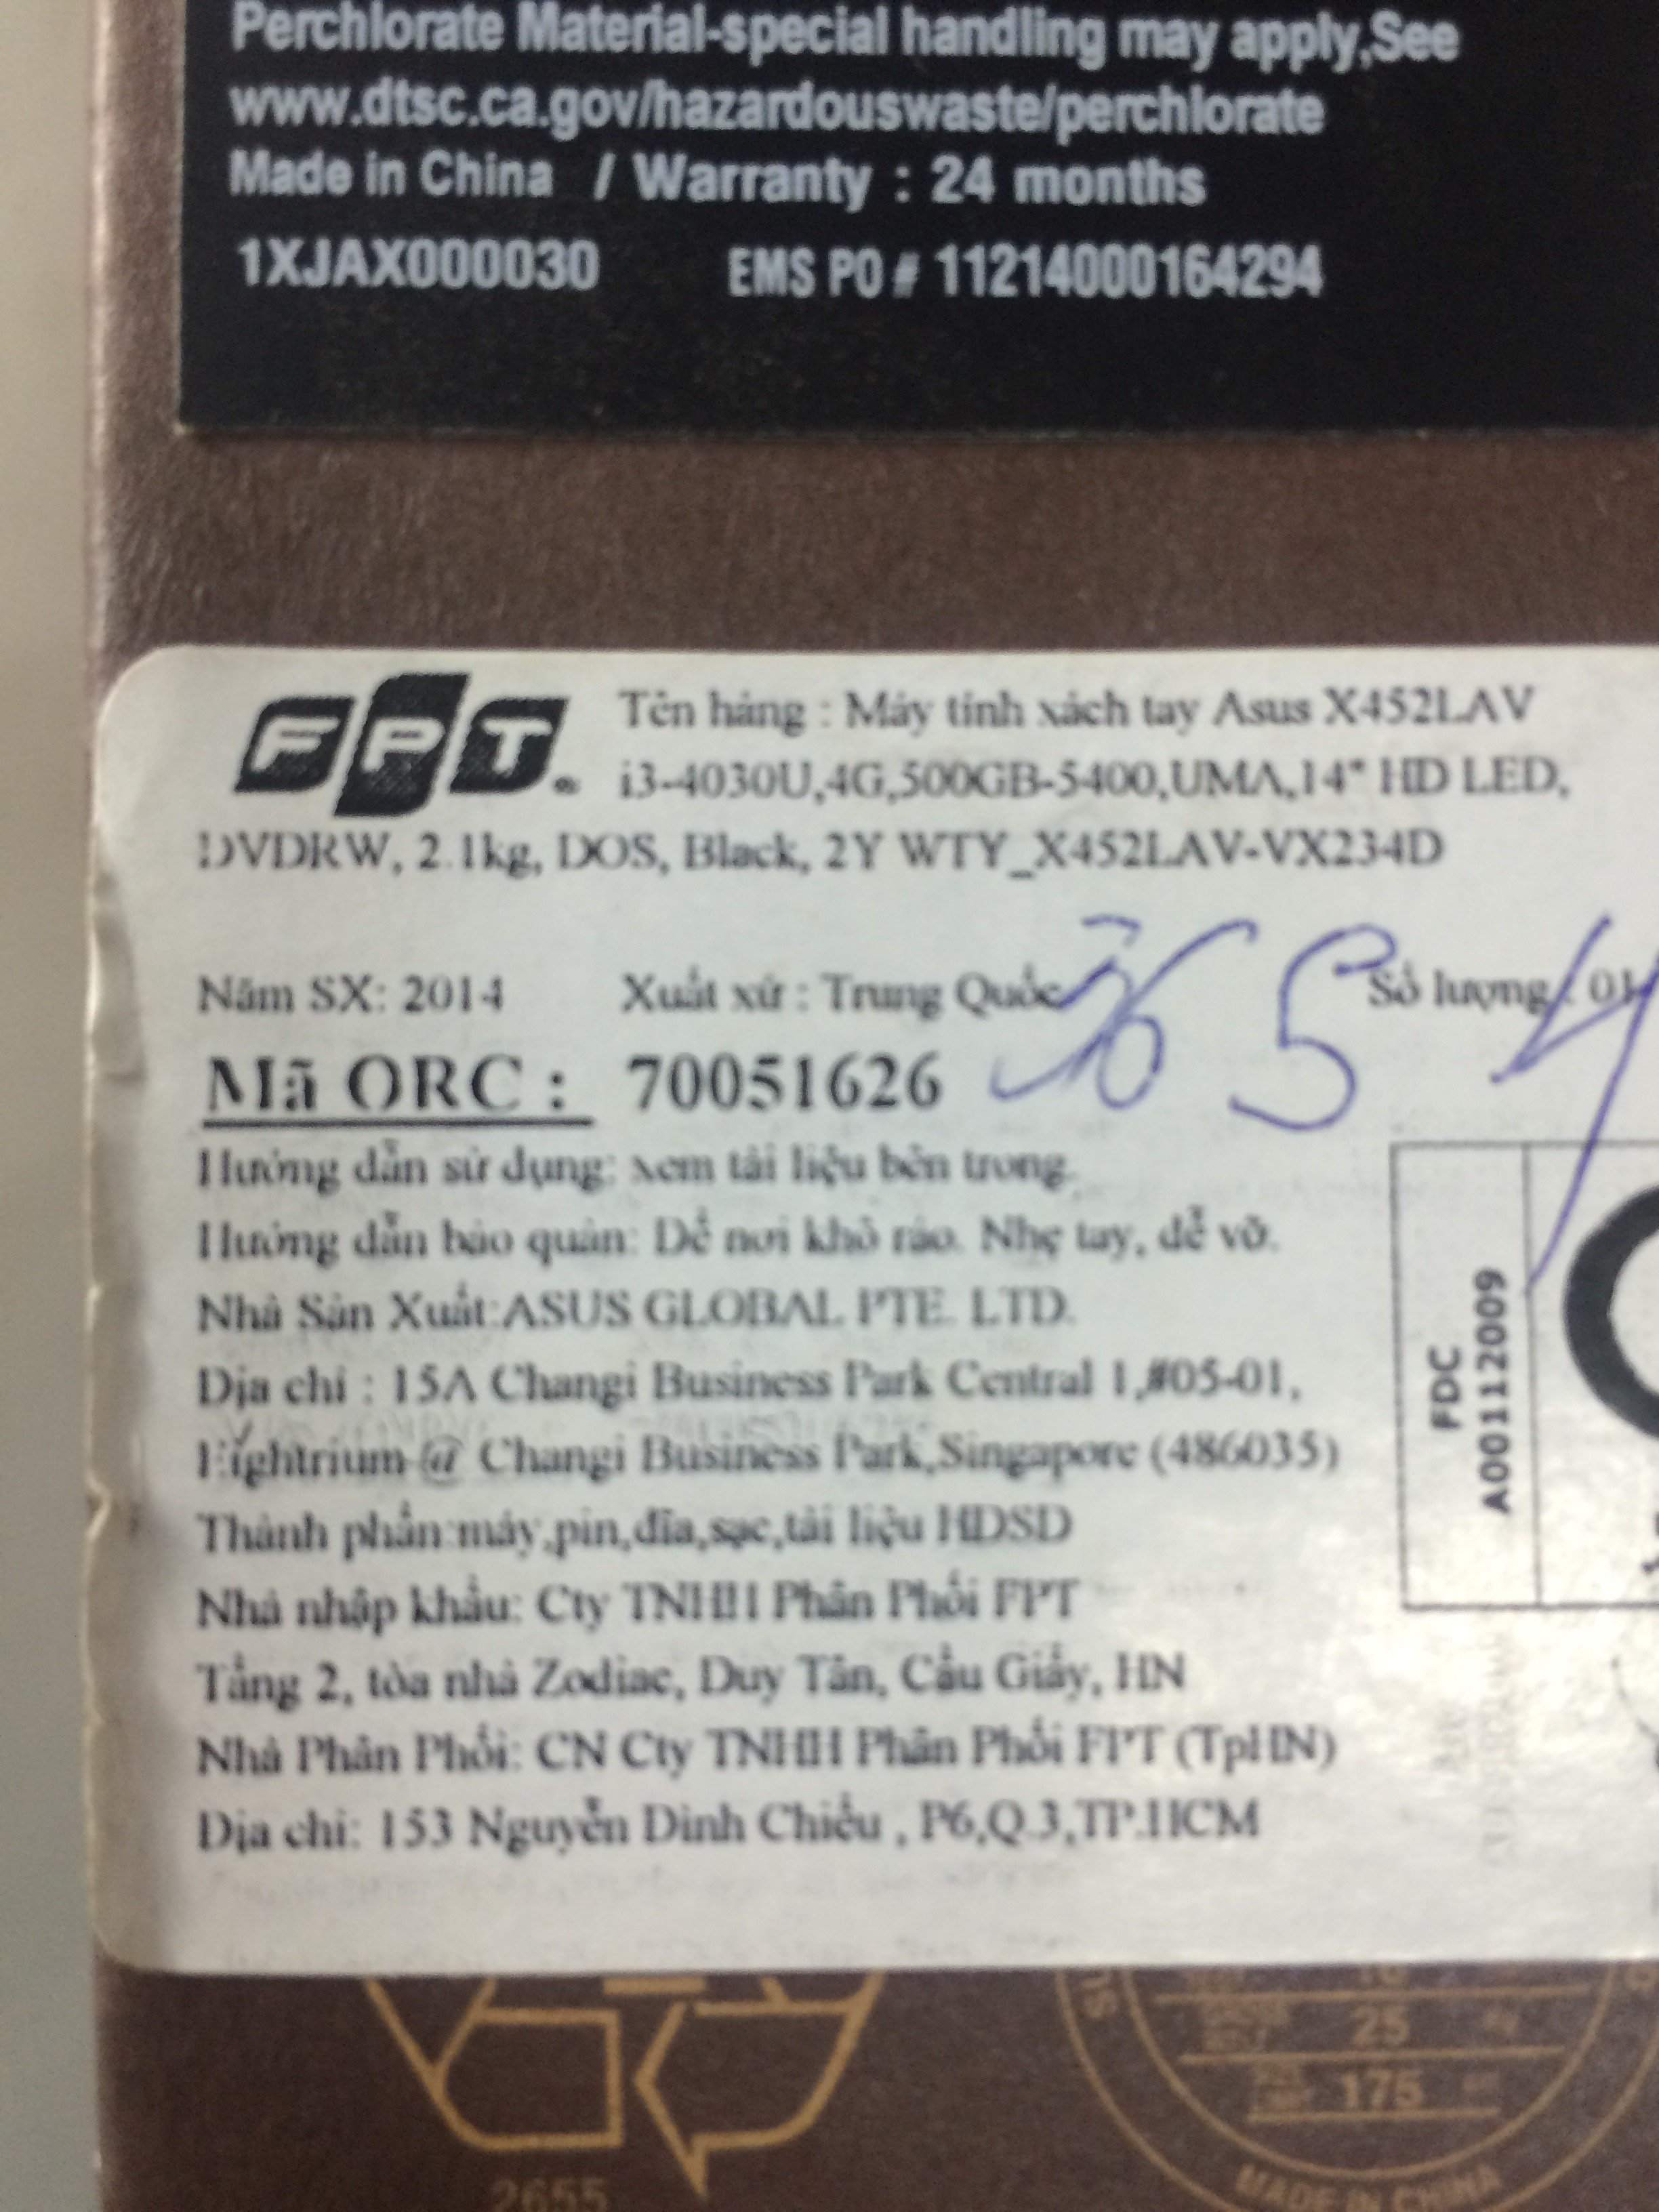 Perchlorate Material-special handling may apply,See
www.dtsc.ca.gov/hazardouswaste/perchlorate
Made in China / Warranty : 24 months
1XJAX000030 EMS PO # 11214000164294
FPT
Tên hàng : Máy tính xách tay Asus X452LAV
i3-4030U,4G,500GB-5400,UMA,14" HD LED,
DVDRW, 2.1kg, DOS, Black, 2Y WTY_X452LAV-VX234D
Năm SX: 2014 Xuất xứ : Trung Quốc Số lượng : 01
Mã ORC : 70051626
Hướng dẫn sử dụng: xem tài liệu bên trong.
Hướng dẫn bảo quản: Để nơi khô ráo. Nhẹ tay, dễ vỡ.
Nhà Sản Xuất:ASUS GLOBAL PTE. LTD.
Địa chỉ : 15A Changi Business Park Central 1,#05-01,
Eightrium @ Changi Business Park,Singapore (486035)
Thành phần:máy,pin,đĩa,sạc,tài liệu HDSD
Nhà nhập khẩu: Cty TNHH Phân Phối FPT
Tầng 2, tòa nhà Zodiac, Duy Tân, Cầu Giấy, HN
Nhà Phân Phối: CN Cty TNHH Phân Phối FPT (TpHN)
Địa chỉ: 153 Nguyễn Đình Chiểu , P6,Q.3,TP.HCM
FDC
A00112009
25
175
MADE IN CHINA
2655